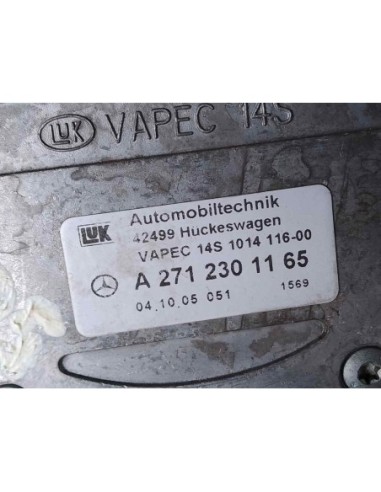 LUK VAPEC 14S
LUK Automobiltechnik
42499 Huckeswagen
VAPEC 14S 1014 116-00
A 271 230 11 65
04.10.05 051 1569